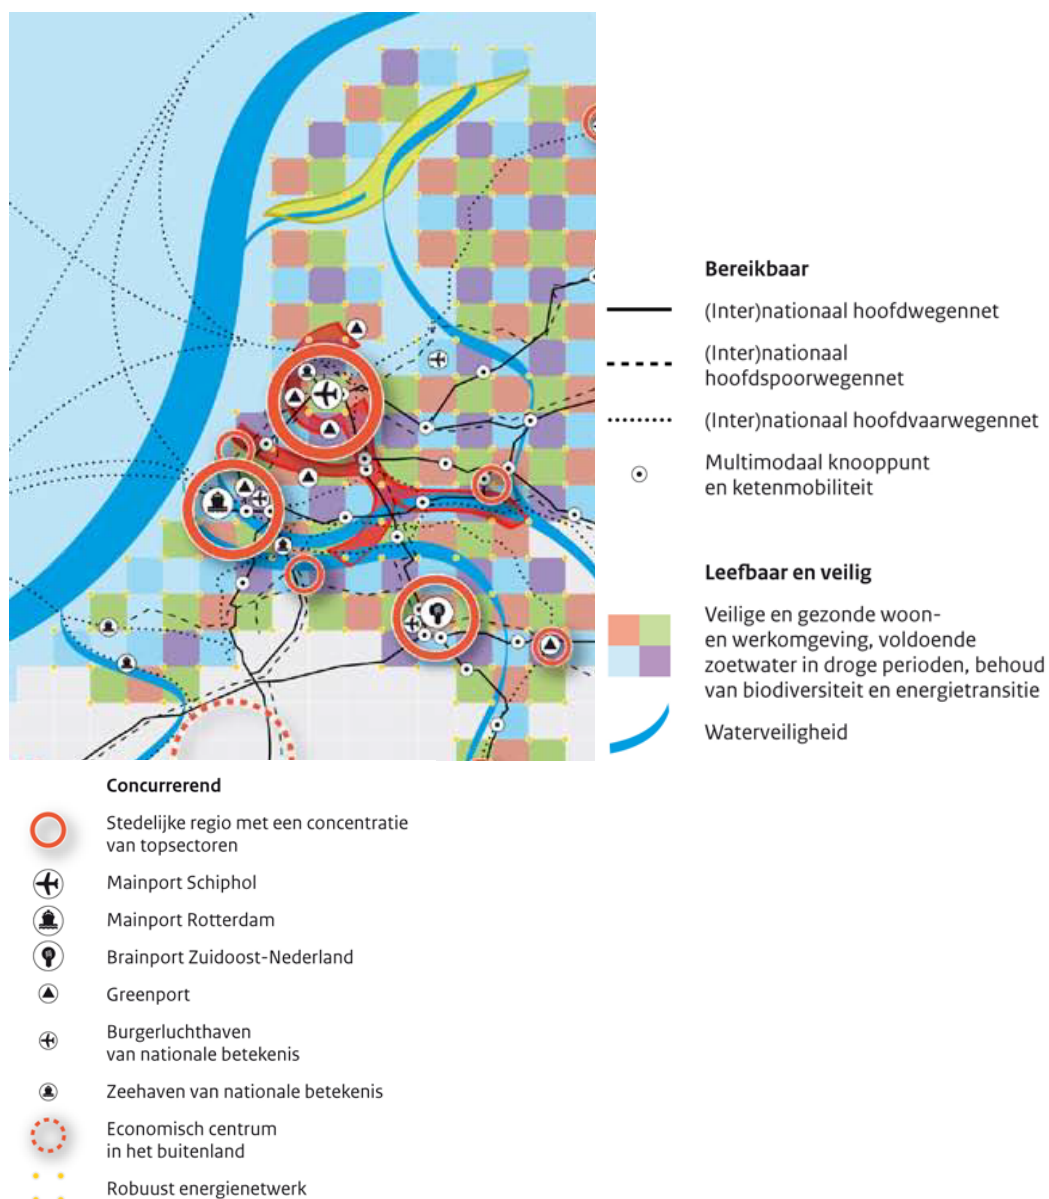 Bereikbaar
(Inter)nationaal hoofdwegennet
(Inter)nationaal
hoofdspoorwegennet
(Inter)nationaal hoofdvaarwegennet
Multimodaal knooppunt
en ketenmobiliteit
Leefbaar en veilig
Veilige en gezonde woon-
en werkomgeving, voldoende
zoetwater in droge perioden, behoud
van biodiversiteit en energietransitie
Waterveiligheid
Concurrerend
Stedelijke regio met een concentratie
van topsectoren
Mainport Schiphol
Mainport Rotterdam
Brainport Zuidoost-Nederland
Greenport
Burgerluchthaven
van nationale betekenis
Zeehaven van nationale betekenis
Economisch centrum
in het buitenland
Robuust energienetwerk